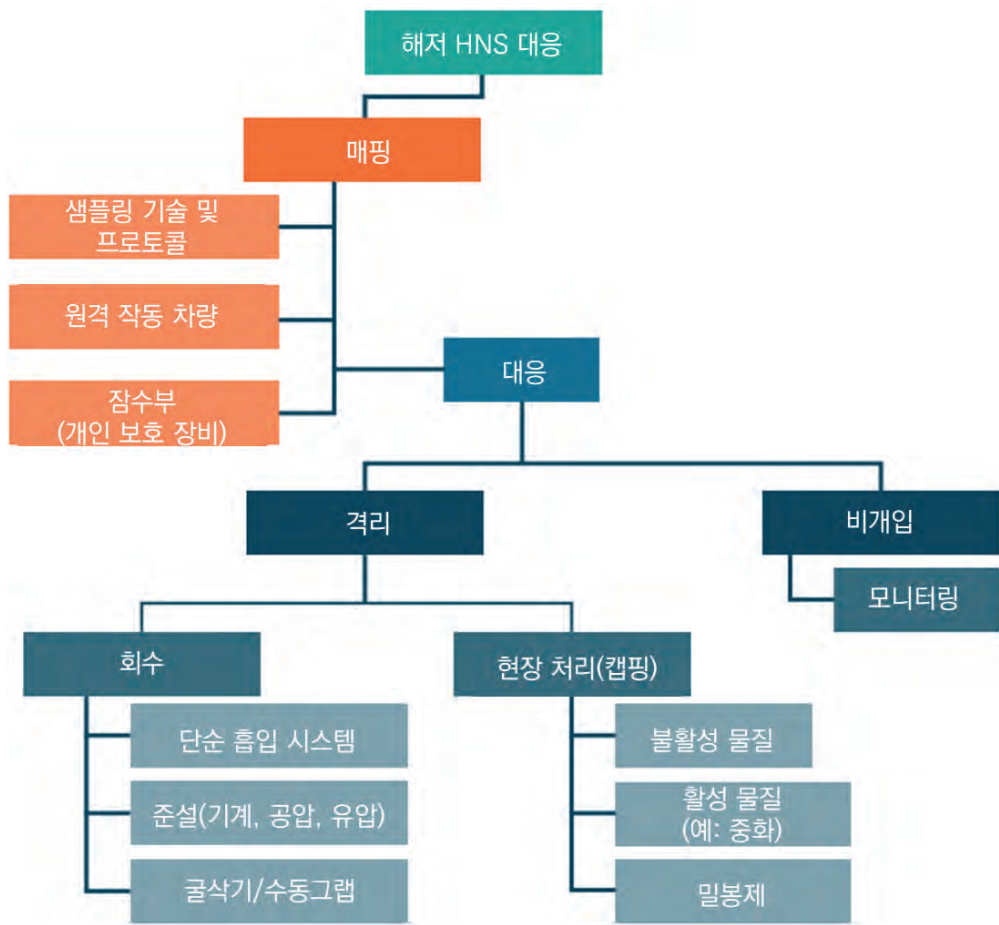 해저 HNS 대응
매핑
샘플링 기술 및
프로토콜
원격 작동 차량
잠수부
(개인 보호 장비)
대응
격리
비개입
모니터링
회수
단순 흡입 시스템
준설(기계, 공압, 유압)
굴삭기/수동그랩
현장 처리(캡핑)
불활성 물질
활성 물질
(예: 중화)
밀봉제